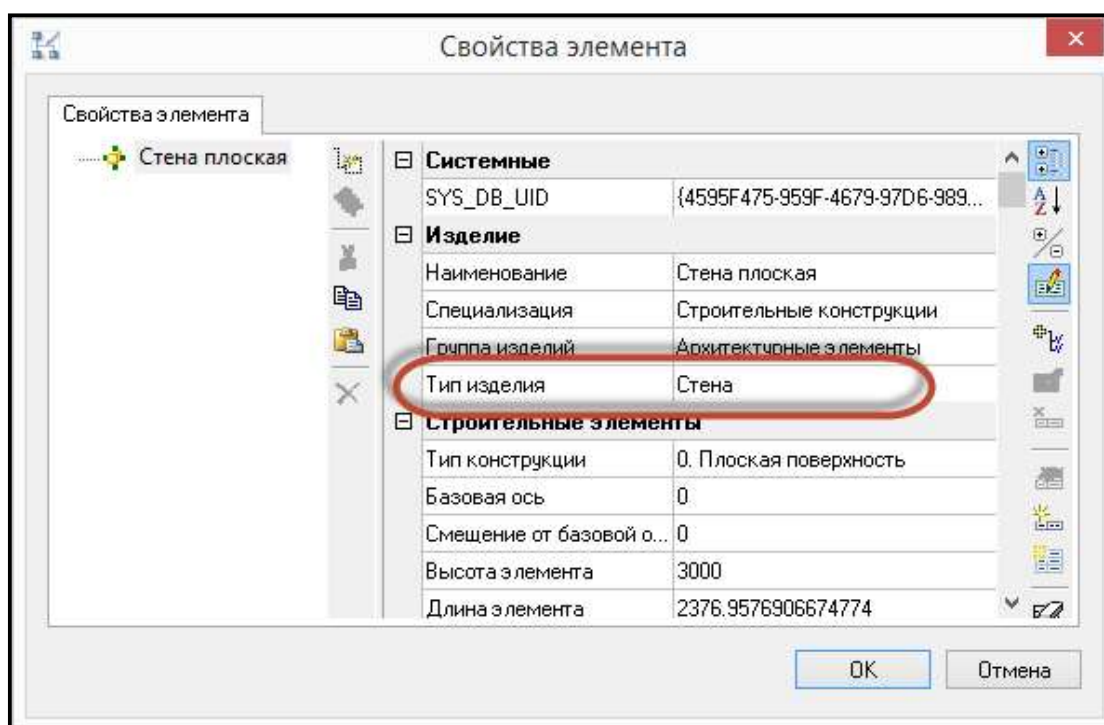 Свойства элемента
Свойства элемента
Стена плоская
Системные
SYS_DB_UID {4595F475-959F-4679-97D6-989...
Изделие
Наименование Стена плоская
Специализация Строительные конструкции
Группа изделий Архитектурные элементы
Тип изделия Стена
Строительные элементы
Тип конструкции 0. Плоская поверхность
Базовая ось 0
Смещение от базовой о... 0
Высота элемента 3000
Длина элемента 2376.9576906674774
OK Отмена